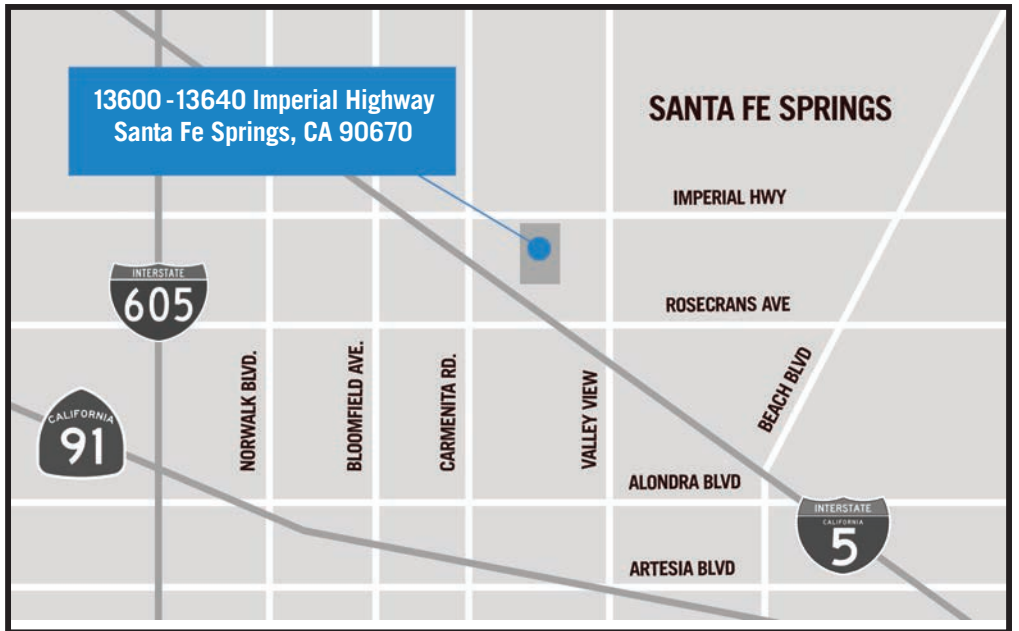 13600-13640 Imperial Highway
Santa Fe Springs, CA 90670
SANTA FE SPRINGS
IMPERIAL HWY
INTERSTATE
605
ROSECRANS AVE
NORWALK BLVD.
BLOOMFIELD AVE.
CARMENITA RD.
VALLEY VIEW
BEACH BLVD
CALIFORNIA
91
ALONDRA BLVD
INTERSTATE
CALIFORNIA
5
ARTESIA BLVD